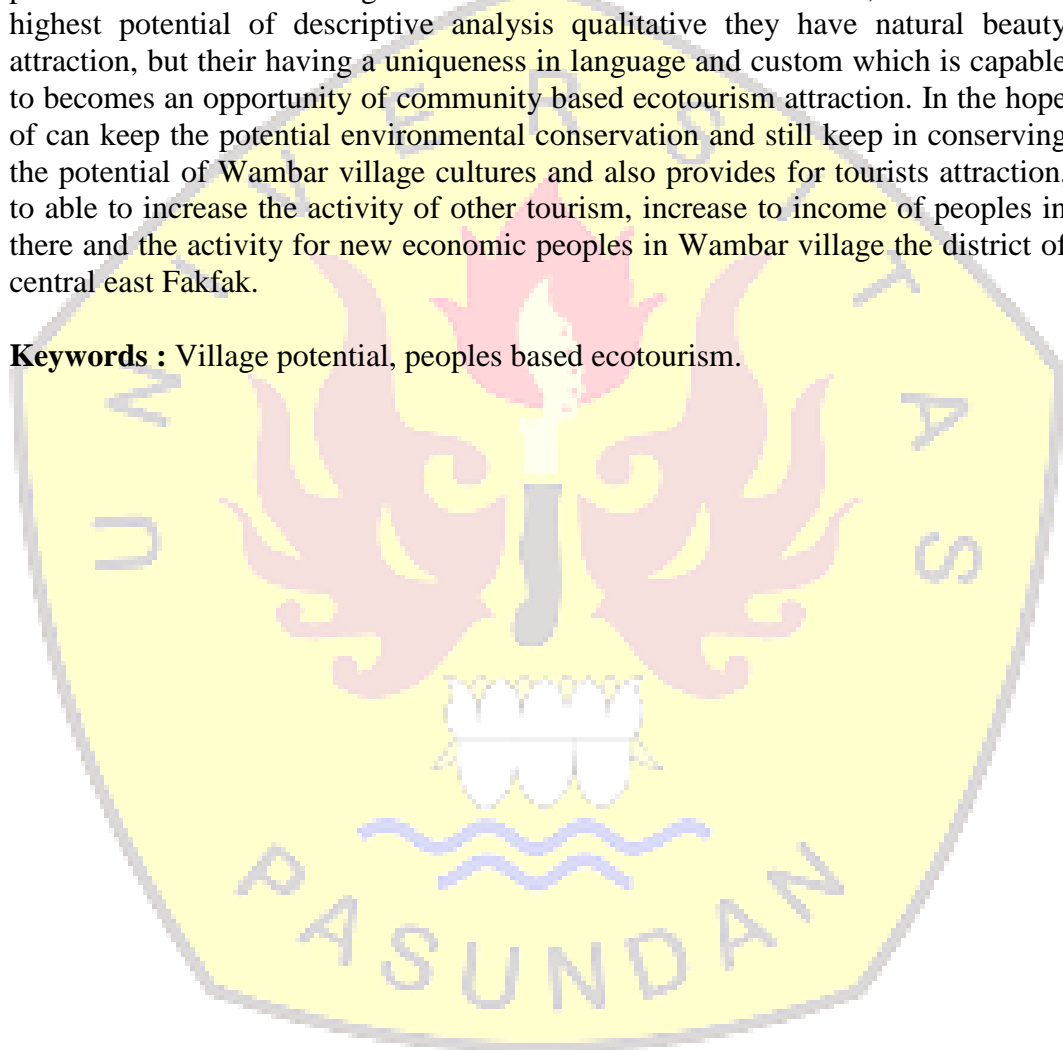 highest potential of descriptive analysis qualitative they have natural beauty
attraction, but their having a uniqueness in language and custom which is capable
to becomes an opportunity of community based ecotourism attraction. In the hope
of can keep the potential environmental conservation and still keep in conserving
the potential of Wambar village cultures and also provides for tourists attraction.
to able to increase the activity of other tourism, increase to income of peoples in
there and the activity for new economic peoples in Wambar village the district of
central east Fakfak.
Keywords : Village potential, peoples based ecotourism.
UNIVERSITAS
PASUNDAN